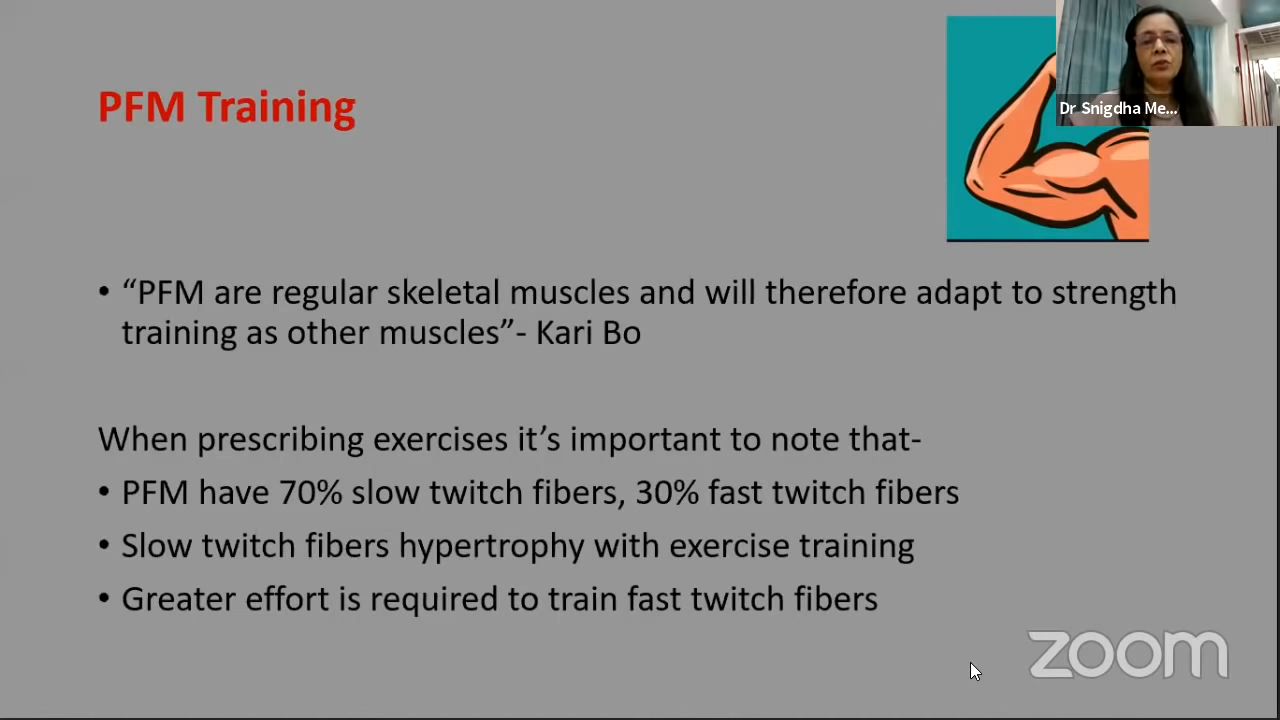 Dr Snigdha Me...
PFM Training
• “PFM are regular skeletal muscles and will therefore adapt to strength
training as other muscles”- Kari Bo
When prescribing exercises it’s important to note that-
• PFM have 70% slow twitch fibers, 30% fast twitch fibers
• Slow twitch fibers hypertrophy with exercise training
• Greater effort is required to train fast twitch fibers
zoom